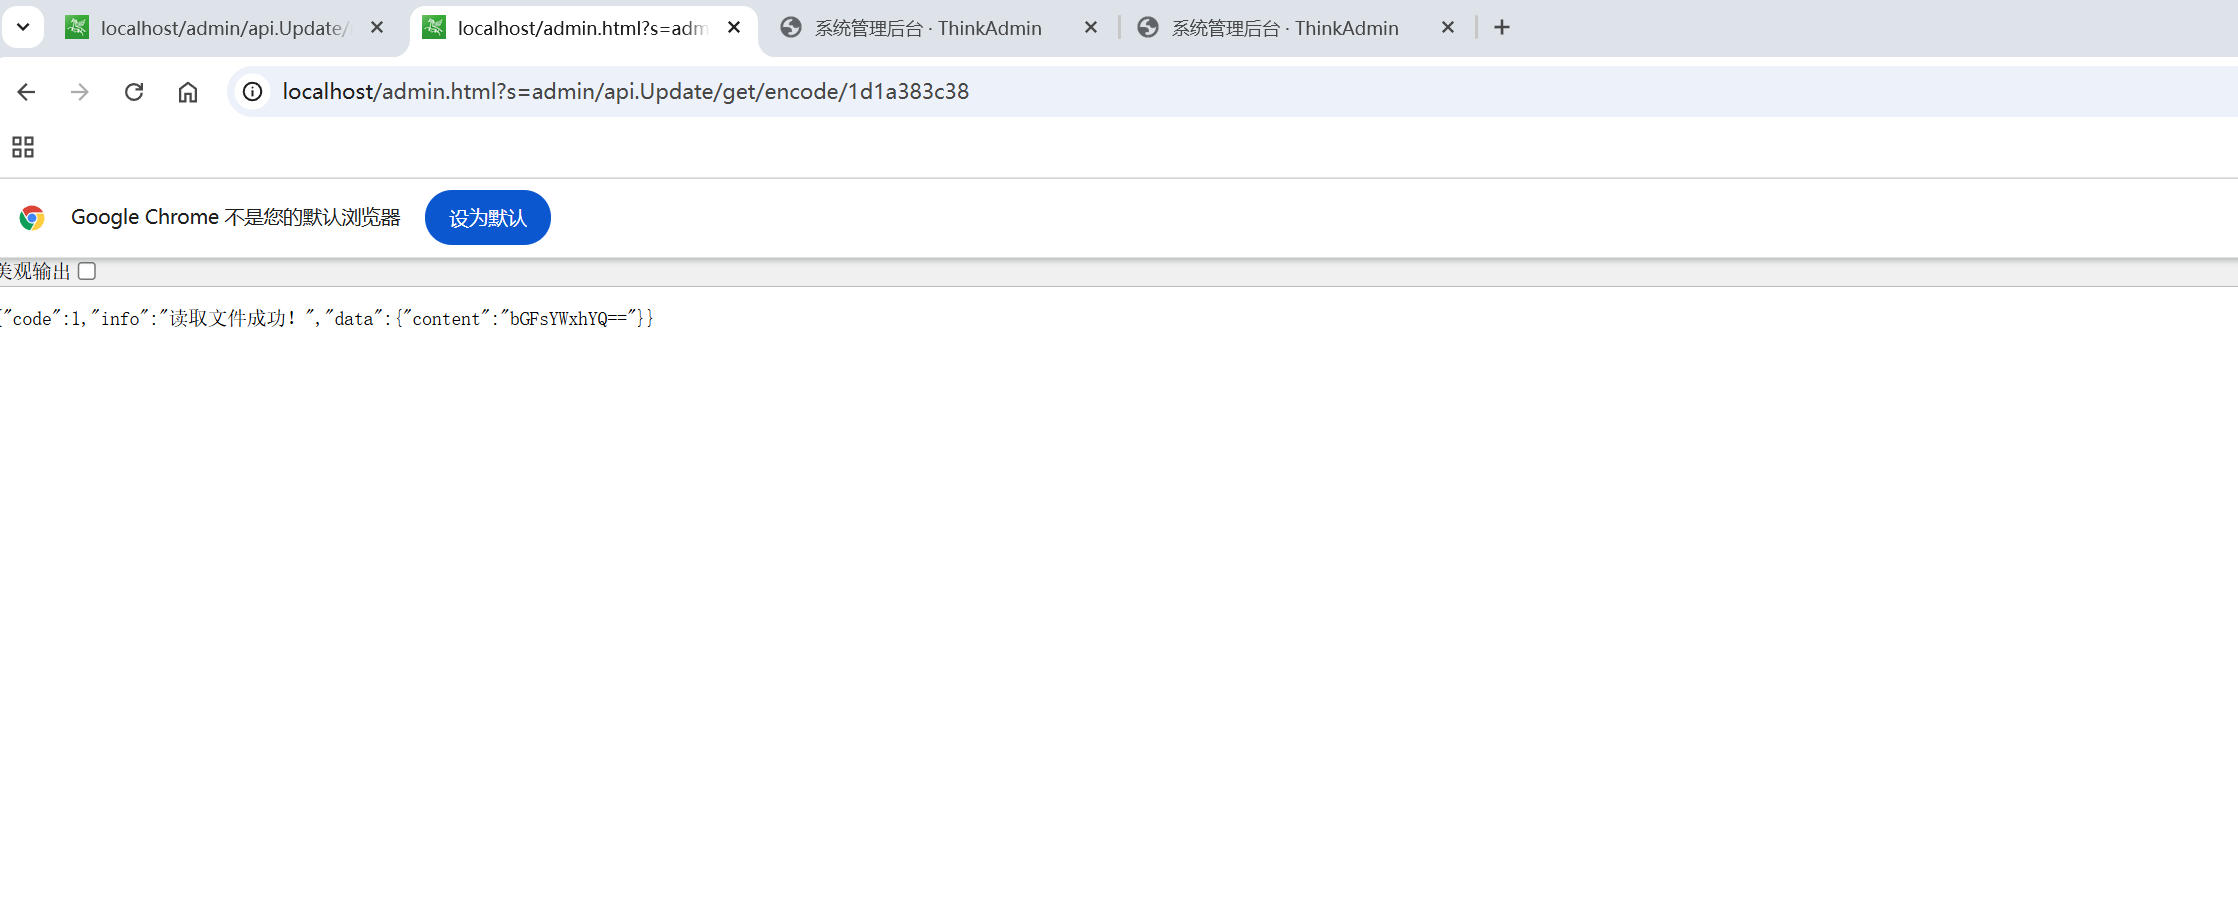 localhost/admin/api.Update/
localhost/admin.html?s=adm
系统管理后台 · ThinkAdmin
系统管理后台 · ThinkAdmin
localhost/admin.html?s=admin/api.Update/get/encode/1d1a383c38
Google Chrome 不是您的默认浏览器
设为默认
美观输出
{"code":1,"info":"读取文件成功！","data":{"content":"bGFsYWxhYQ=="}}